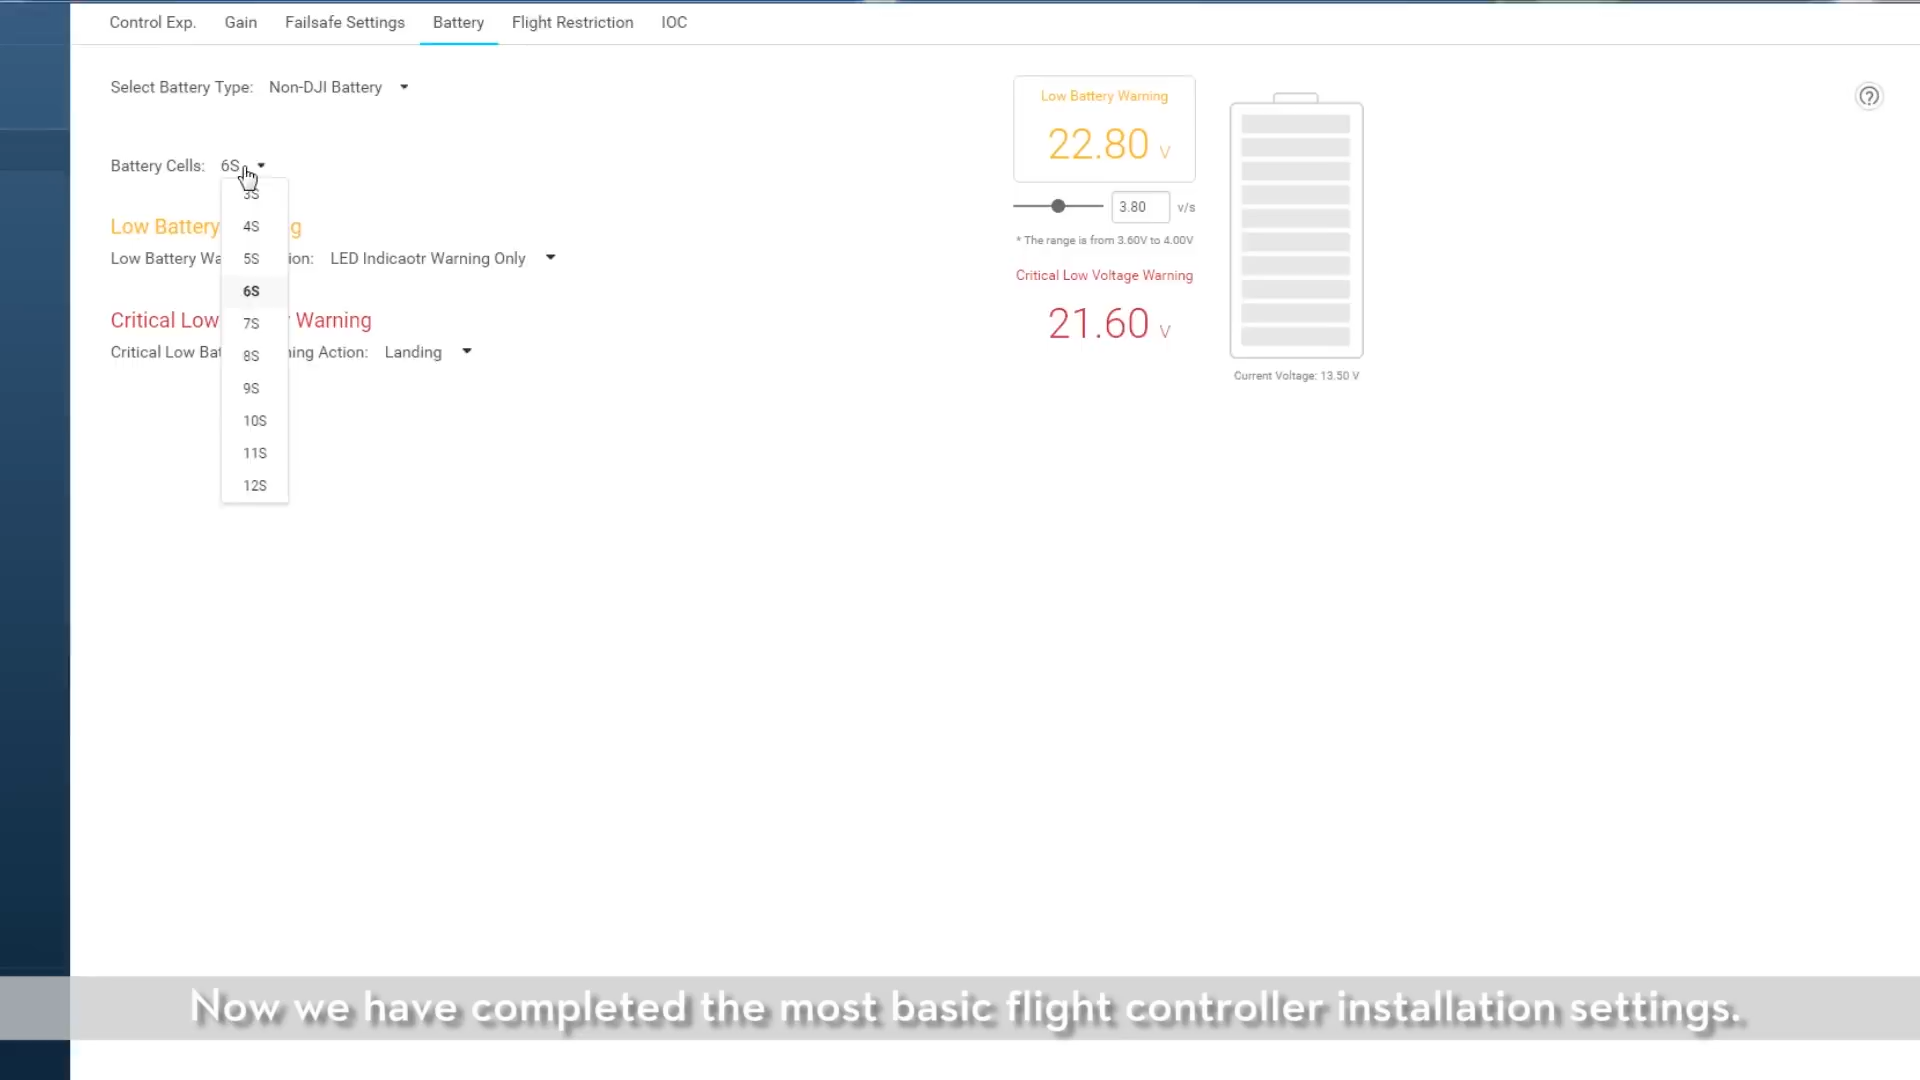 Control Exp. Gain Failsafe Settings Battery Flight Restriction IOC
Select Battery Type: Non-DJI Battery
Battery Cells: 6S
3S
4S
5S
6S
7S
8S
9S
10S
11S
12S
Low Battery g
Low Battery Wa ion: LED Indicaotr Warning Only
Critical Low Warning
Critical Low Bat ning Action: Landing
Low Battery Warning
22.80 V
3.80 v/s
* The range is from 3.60V to 4.00V
Critical Low Voltage Warning
21.60 V
Current Voltage: 13.50 V
?
Now we have completed the most basic flight controller installation settings.